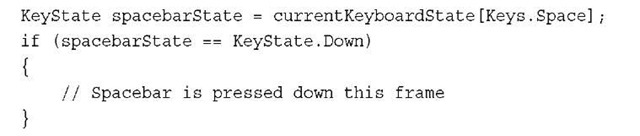 KeyState spacebarState = currentKeyboardState[Keys.Space];
if (spacebarState == KeyState.Down)
{
// Spacebar is pressed down this frame
}